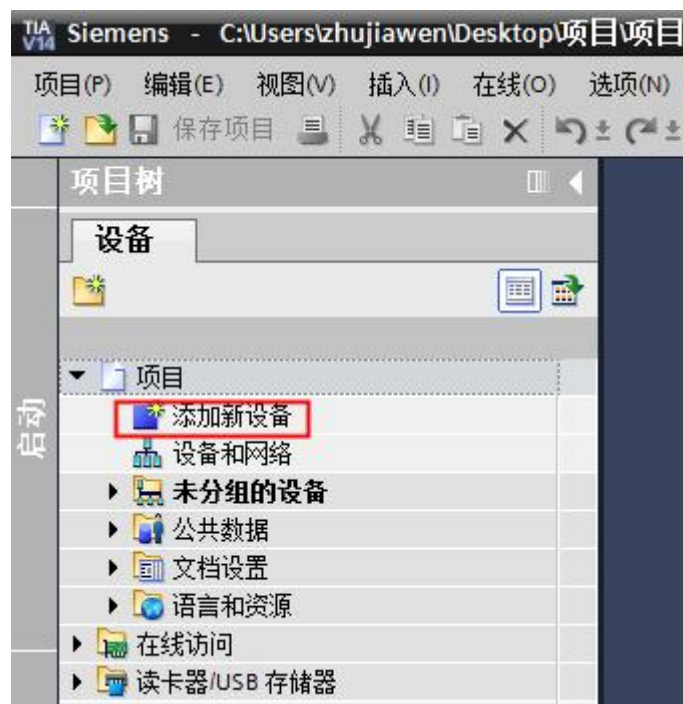 TIA V14 Siemens - C:\Users\zhujiawen\Desktop\项目\项目
项目(P) 编辑(E) 视图(V) 插入(I) 在线(O) 选项(N)
保存项目
项目树
设备
启动
项目
添加新设备
设备和网络
未分组的设备
公共数据
文档设置
语言和资源
在线访问
读卡器/USB 存储器